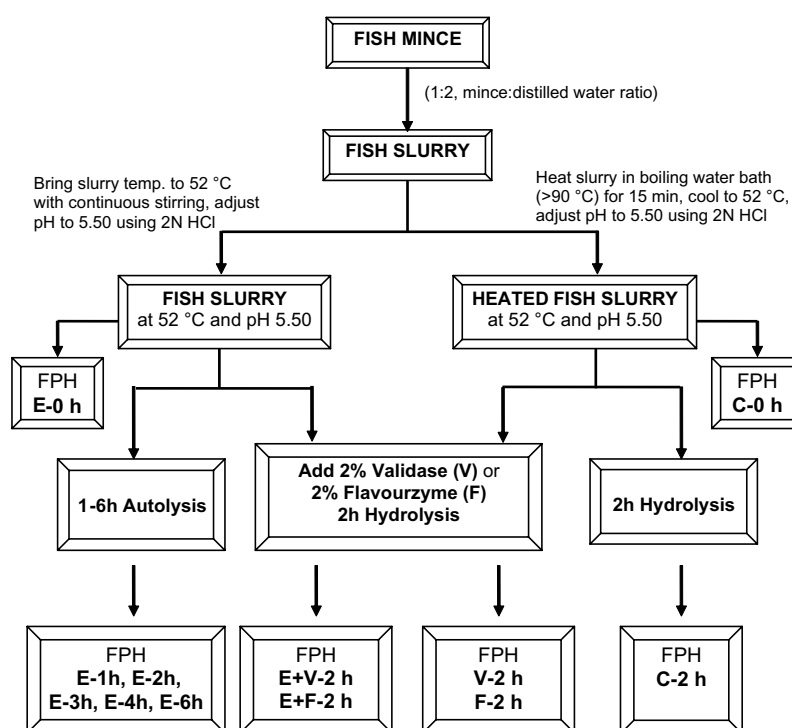 FISH MINCE
(1:2, mince:distilled water ratio)
FISH SLURRY
Bring slurry temp. to 52 °C
with continuous stirring, adjust
pH to 5.50 using 2N HCl
Heat slurry in boiling water bath
(>90 °C) for 15 min, cool to 52 °C,
adjust pH to 5.50 using 2N HCl
FISH SLURRY
at 52 °C and pH 5.50
HEATED FISH SLURRY
at 52 °C and pH 5.50
FPH
E-0 h
FPH
C-0 h
1-6h Autolysis
Add 2% Validase (V) or
2% Flavourzyme (F)
2h Hydrolysis
2h Hydrolysis
FPH
E-1h, E-2h,
E-3h, E-4h, E-6h
FPH
E+V-2 h
E+F-2 h
FPH
V-2 h
F-2 h
FPH
C-2 h